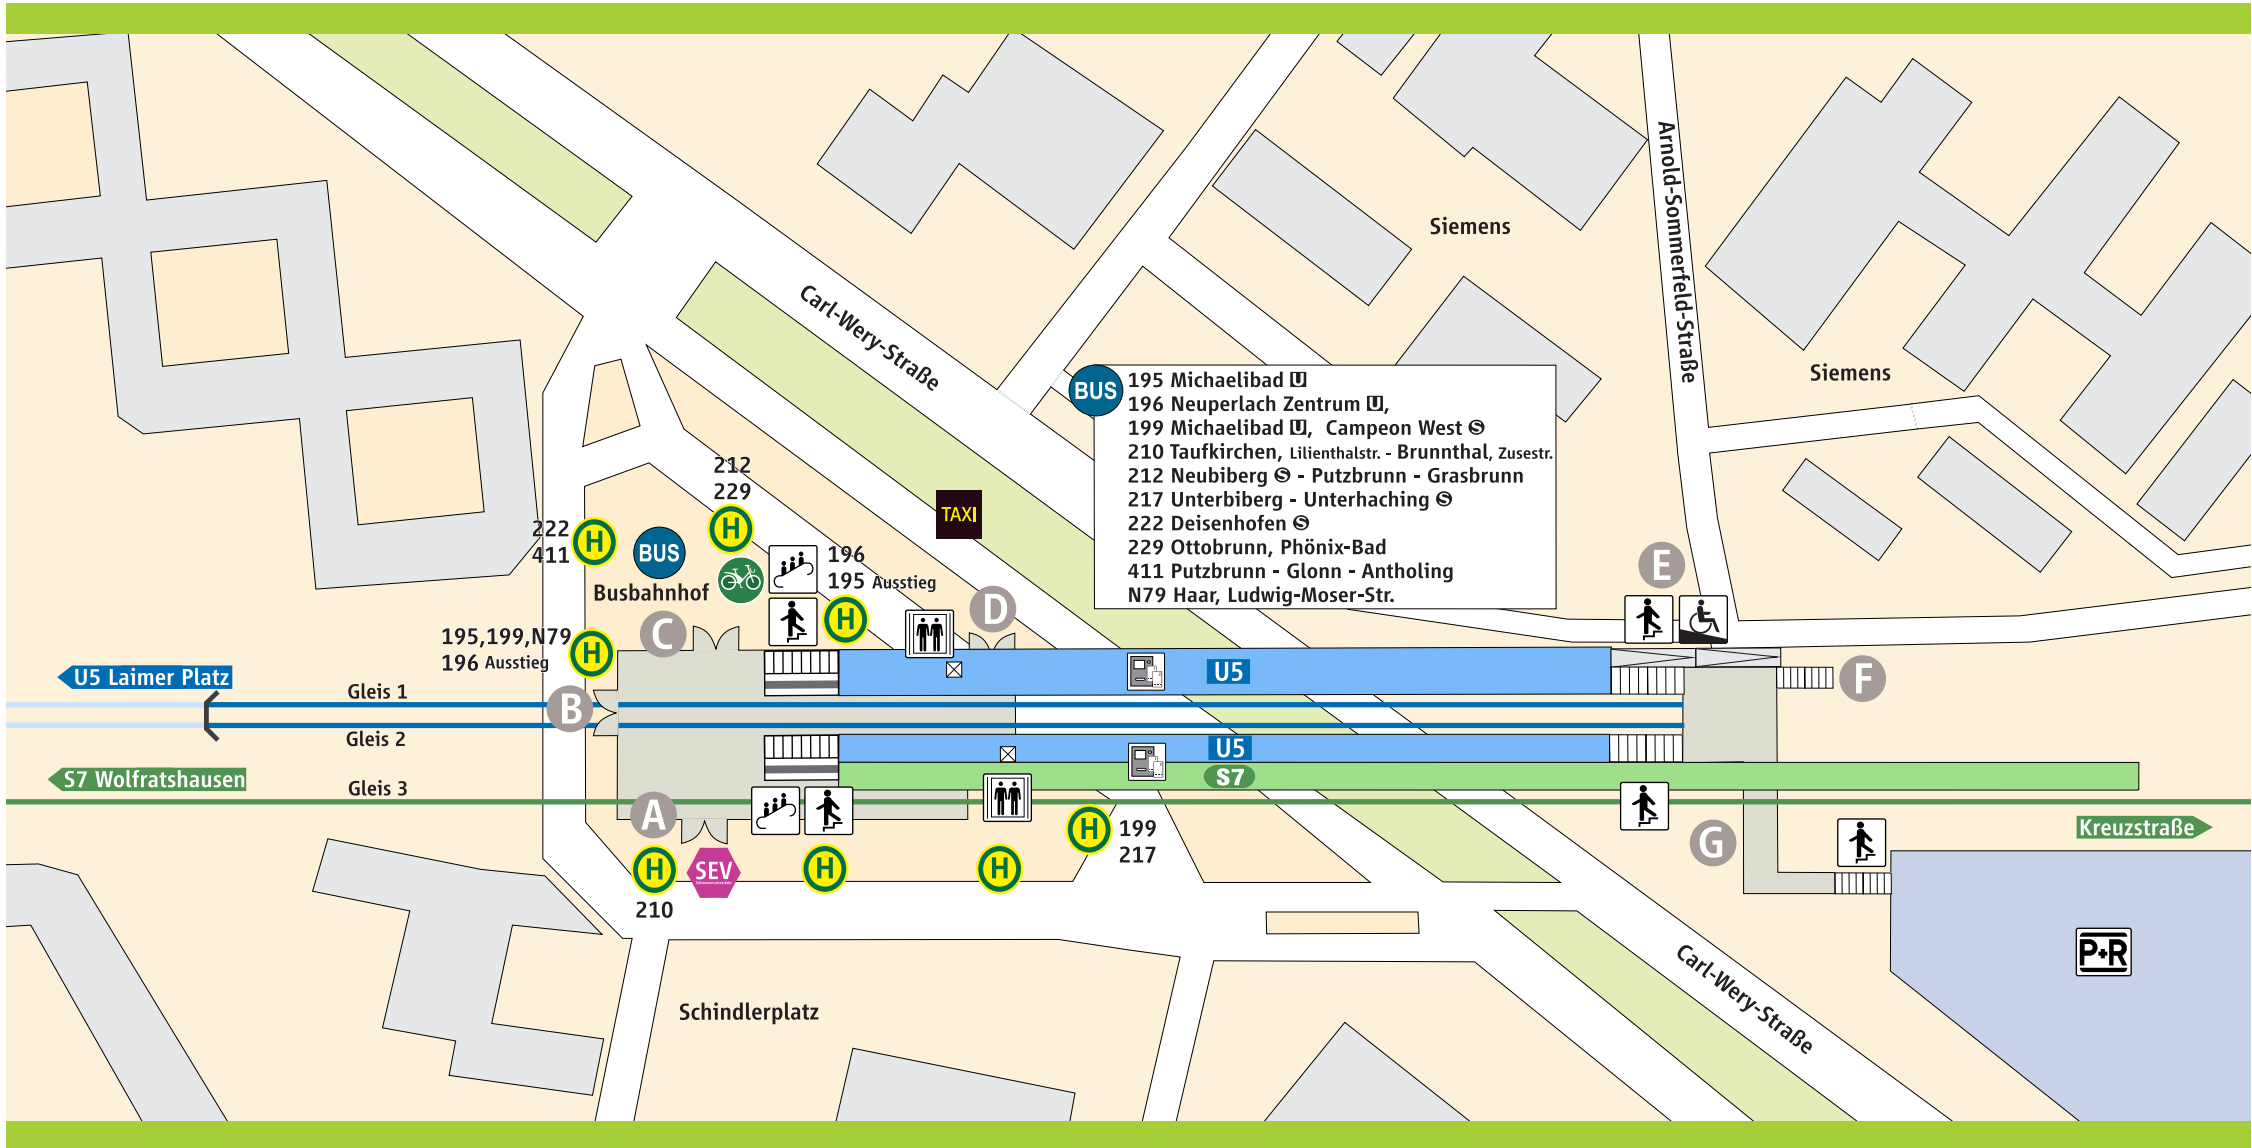 Carl-Wery-Straße
Arnold-Sommerfeld-Straße
Siemens
Siemens
BUS
195 Michaelibad U
196 Neuperlach Zentrum U,
199 Michaelibad U, Campeon West S
210 Taufkirchen, Lilienthalstr. - Brunnthal, Zusestr.
212 Neubiberg S - Putzbrunn - Grasbrunn
217 Unterbiberg - Unterhaching S
222 Deisenhofen S
229 Ottobrunn, Phönix-Bad
411 Putzbrunn - Glonn - Antholing
N79 Haar, Ludwig-Moser-Str.
212
229
H
TAXI
222
411
H
BUS
Busbahnhof
196
195 Ausstieg
H
195,199,N79
196 Ausstieg
H
C
D
E
F
U5 Laimer Platz
Gleis 1
B
U5
Gleis 2
U5
S7 Wolfratshausen
Gleis 3
S7
A
H
199
217
G
Kreuzstraße
H
SEV
H
H
210
P+R
Schindlerplatz
Carl-Wery-Straße